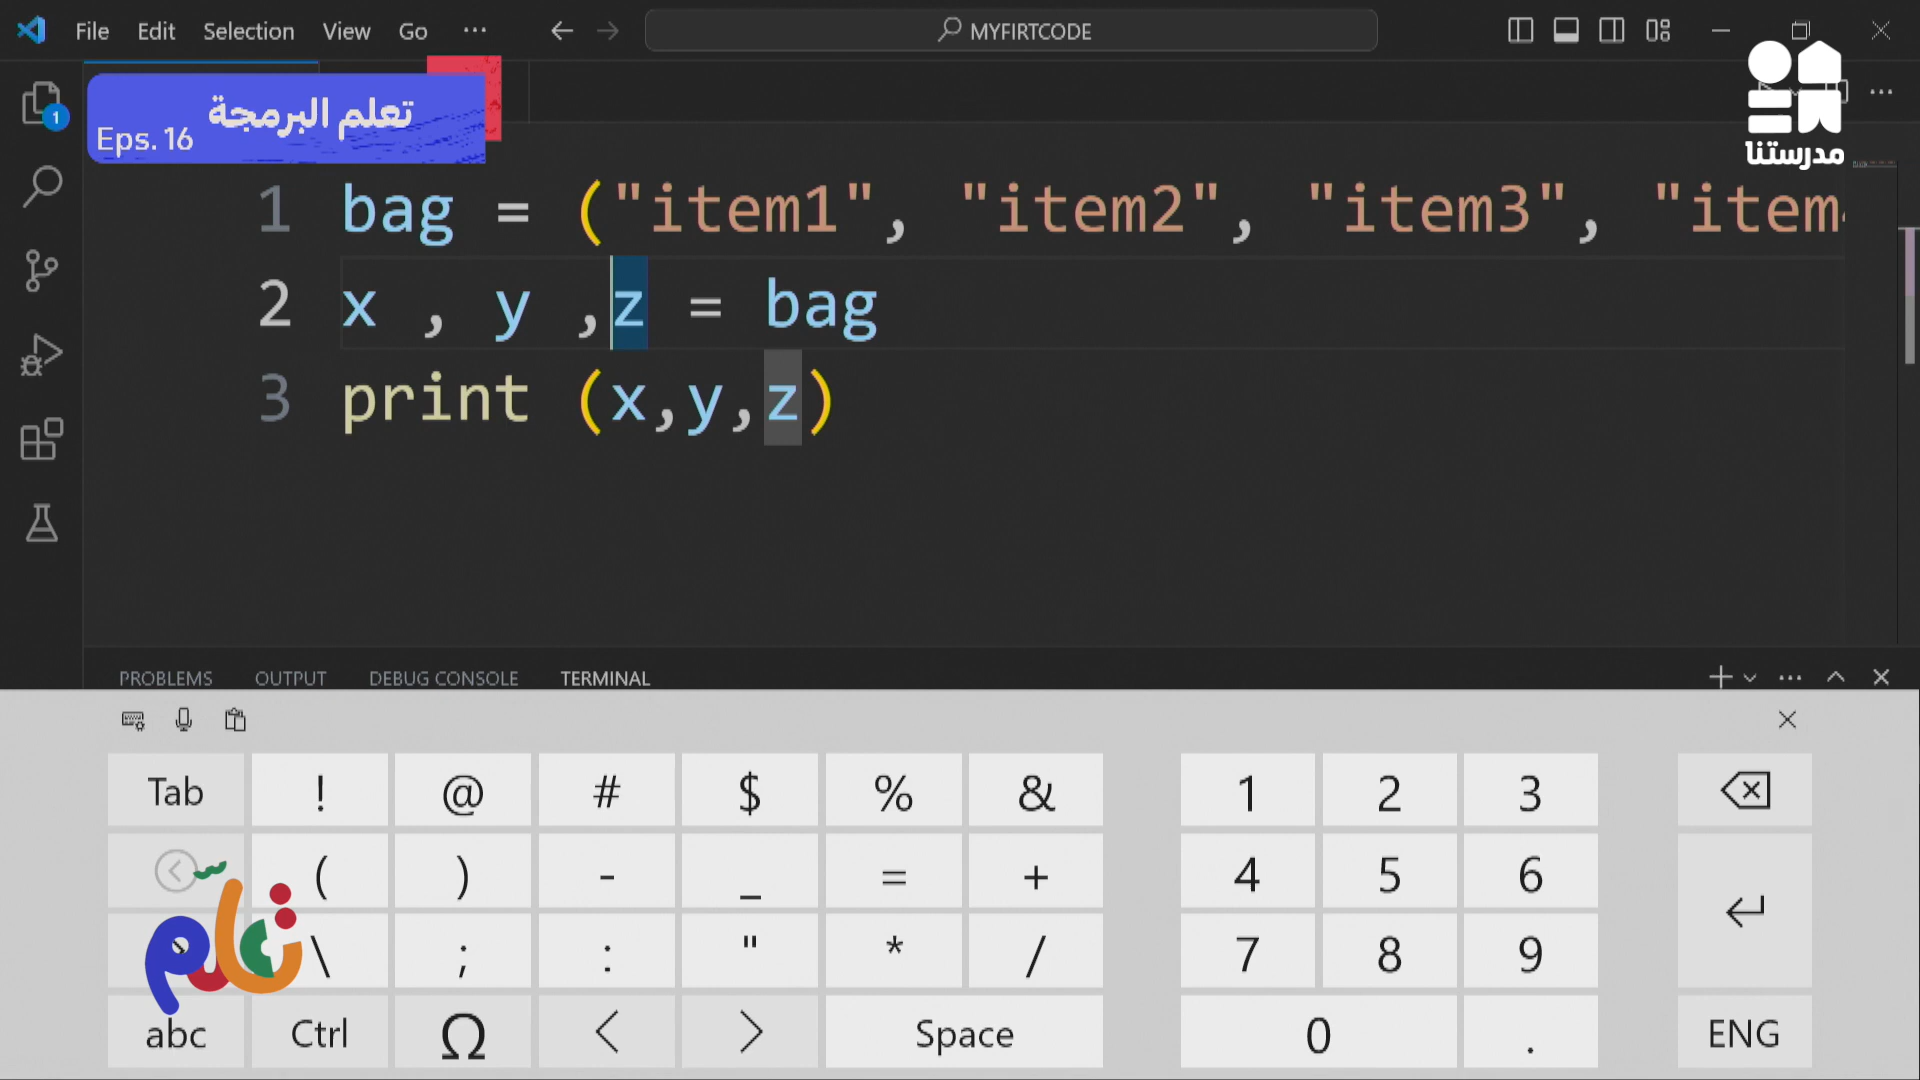 File Edit Selection View Go ··· MYFIRTCODE
تعلم البرمجة
Eps. 16
مدرستنا
1 bag = ("item1", "item2", "item3", "item
2 x , y ,z = bag
3 print (x,y,z)
PROBLEMS OUTPUT DEBUG CONSOLE TERMINAL
Tab ! @ # $ % & 1 2 3
( ) - _ = + 4 5 6
\ ; : " * / 7 8 9
abc Ctrl Ω < > Space 0 . ENG